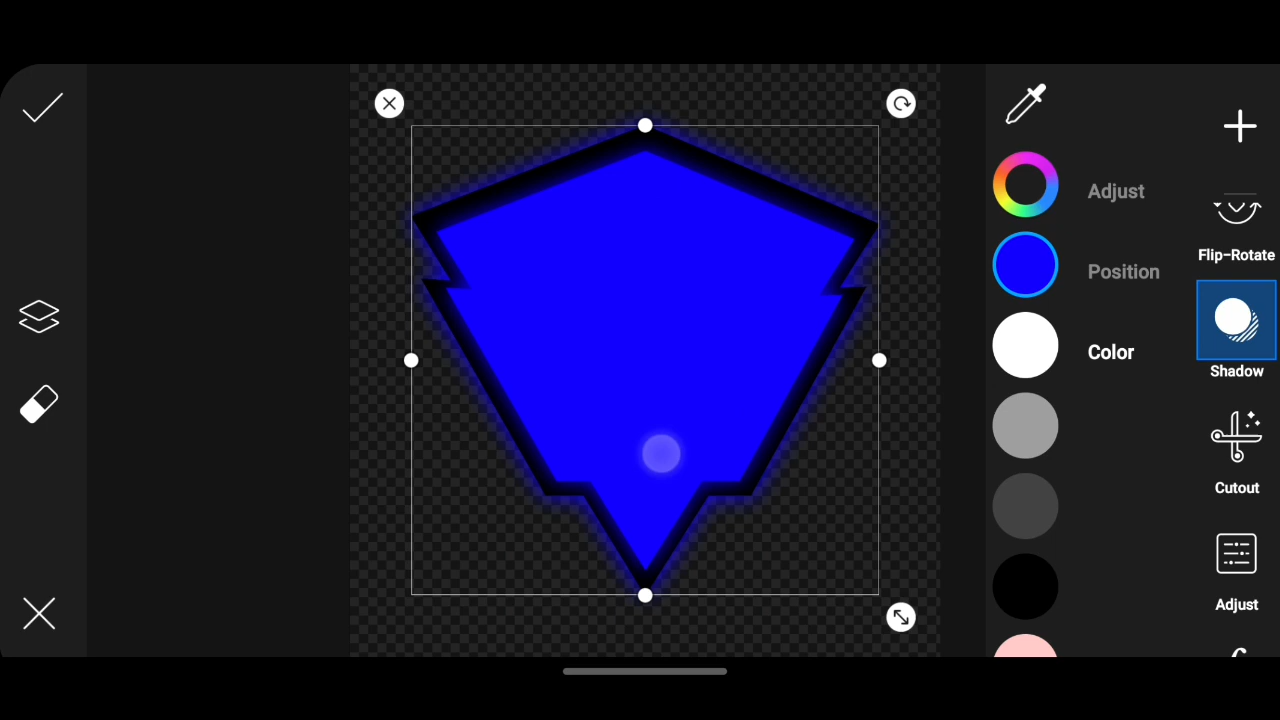 Adjust
Position
Color
Flip-Rotate
Shadow
Cutout
Adjust